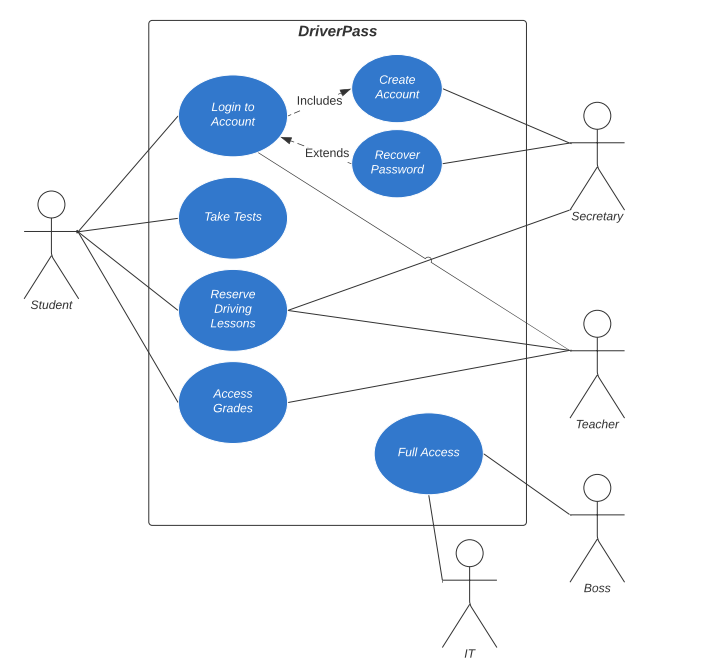 DriverPass
Login to
Account
Includes
Create
Account
Extends
Recover
Password
Take Tests
Reserve
Driving
Lessons
Access
Grades
Full Access
Student
Secretary
Teacher
Boss
IT